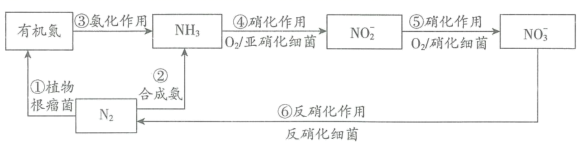 ③氨化作用
④硝化作用
⑤硝化作用
有机氮
NH₃
NO₂⁻
NO₃⁻
O₂/亚硝化细菌
O₂/硝化细菌
①植物
根瘤菌
②
合成氨
⑥反硝化作用
N₂
反硝化细菌